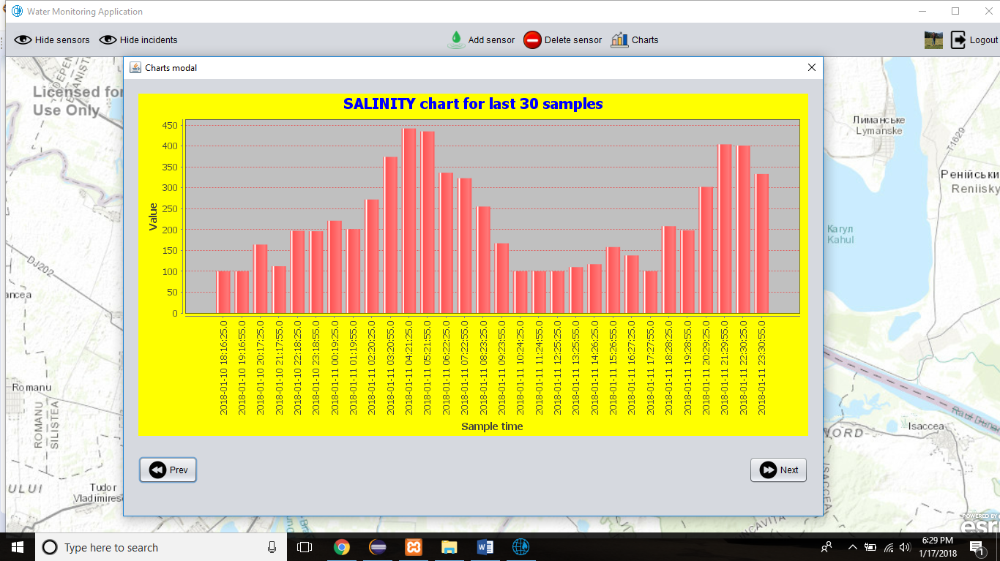 Water Monitoring Application
Hide sensors Hide incidents Add sensor Delete sensor Charts Logout
Charts modal
Licensed for
Use Only
SALINITY chart for last 30 samples
450
400
350
300
250
200
150
100
50
0
Value
2018-01-10 18:16:25.0
2018-01-10 19:16:55.0
2018-01-10 20:17:25.0
2018-01-10 21:17:55.0
2018-01-10 22:18:25.0
2018-01-10 23:18:55.0
2018-01-11 00:19:25.0
2018-01-11 01:19:55.0
2018-01-11 02:20:25.0
2018-01-11 03:20:55.0
2018-01-11 04:21:25.0
2018-01-11 05:21:55.0
2018-01-11 06:22:25.0
2018-01-11 07:22:55.0
2018-01-11 08:23:25.0
2018-01-11 09:23:55.0
2018-01-11 10:24:25.0
2018-01-11 11:24:55.0
2018-01-11 12:25:25.0
2018-01-11 13:25:55.0
2018-01-11 14:26:25.0
2018-01-11 15:26:55.0
2018-01-11 16:27:25.0
2018-01-11 17:27:55.0
2018-01-11 18:28:25.0
2018-01-11 19:28:55.0
2018-01-11 20:29:25.0
2018-01-11 21:29:55.0
2018-01-11 22:30:25.0
2018-01-11 23:30:55.0
Sample time
Prev
Next
Лиманське
Lymanske
T1629
Ренійськи
Reniisky
Кагул
Kahul
DJ202
ancea
Romanu
ROMANU
SILIȘTEA
ULUI
Tudor
Vladimires
Isaccea
NORD
ISACCEA
INCAVITA
POWERED BY
esri
Type here to search
6:29 PM
1/17/2018
1